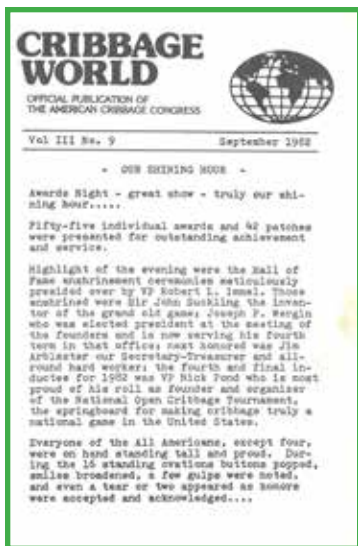 CRIBBAGE
WORLD
OFFICIAL PUBLICATION OF
THE AMERICAN CRIBBAGE CONGRESS
Vol III No. 9 September 1982
- OUR SHINING HOUR -
Awards Night - great show - truly our shi-
ning hour.....
Fifty-five individual awards and 42 patches
were presented for outstanding achievement
and service.
Highlight of the evening were the Hall of
Fame enshrinement ceremonies meticulously
presided over by VP Robert L. Immel. Those
enshrined were Sir John Suckling the inven-
tor of the grand old game; Joseph P. Wergin
who was elected president at the meeting of
the founders and is now serving his fourth
term in that office; next honored was Jim
Arblaster our Secretary-Treasurer and all-
round hard worker; the fourth and final in-
ductee for 1982 was VP Nick Pond who is most
proud of his roll as founder and organizer
of the National Open Cribbage Tournament,
the springboard for making cribbage truly a
national game in the United States.
Everyone of the All Americans, except four,
were on hand standing tall and proud. Dur-
ing the 16 standing ovations buttons popped,
smiles broadened, a few gulps were noted,
and even a tear or two appeared as honors
were accepted and acknowledged....